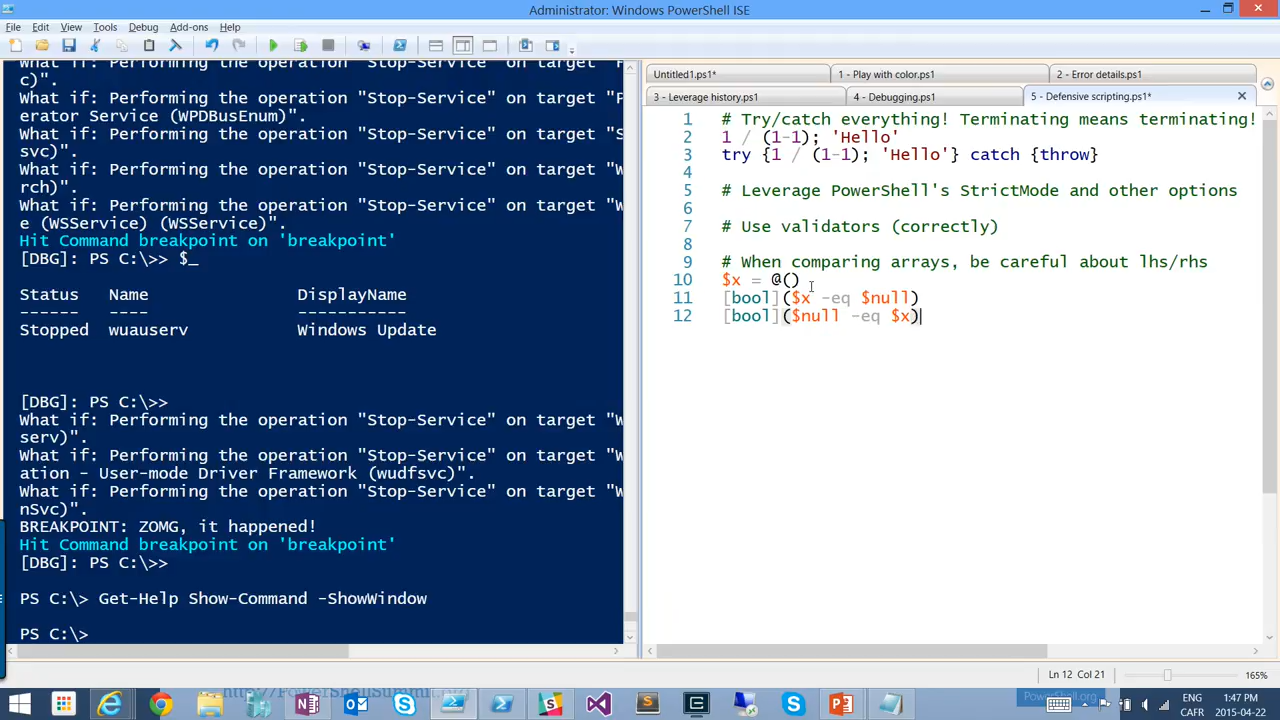 Administrator: Windows PowerShell ISE
File Edit View Tools Debug Add-ons Help
What if: Performing the operation "Stop-Service" on target "F
c)".
What if: Performing the operation "Stop-Service" on target "P
erator Service (WPDBusEnum)".
What if: Performing the operation "Stop-Service" on target "S
svc)".
What if: Performing the operation "Stop-Service" on target "W
rch)".
What if: Performing the operation "Stop-Service" on target "W
e (WSService) (WSService)".
Hit Command breakpoint on 'breakpoint'
[DBG]: PS C:\>> $_
Status Name DisplayName
------ ---- -----------
Stopped wuauserv Windows Update
[DBG]: PS C:\>>
What if: Performing the operation "Stop-Service" on target "W
serv)".
What if: Performing the operation "Stop-Service" on target "W
ation - User-mode Driver Framework (wudfsvc)".
What if: Performing the operation "Stop-Service" on target "W
nSvc)".
BREAKPOINT: ZOMG, it happened!
Hit Command breakpoint on 'breakpoint'
[DBG]: PS C:\>>
PS C:\> Get-Help Show-Command -ShowWindow
PS C:\>
Untitled1.ps1* 1 - Play with color.ps1 2 - Error details.ps1
3 - Leverage history.ps1 4 - Debugging.ps1 5 - Defensive scripting.ps1*
1 # Try/catch everything! Terminating means terminating!
2 1 / (1-1); 'Hello'
3 try {1 / (1-1); 'Hello'} catch {throw}
4
5 # Leverage PowerShell's StrictMode and other options
6
7 # Use validators (correctly)
8
9 # When comparing arrays, be careful about lhs/rhs
10 $x = @()
11 [bool]($x -eq $null)
12 [bool]($null -eq $x)
Ln 12 Col 21 165%
PowerShell.org
ENG 1:47 PM
CAFR 2015-04-22